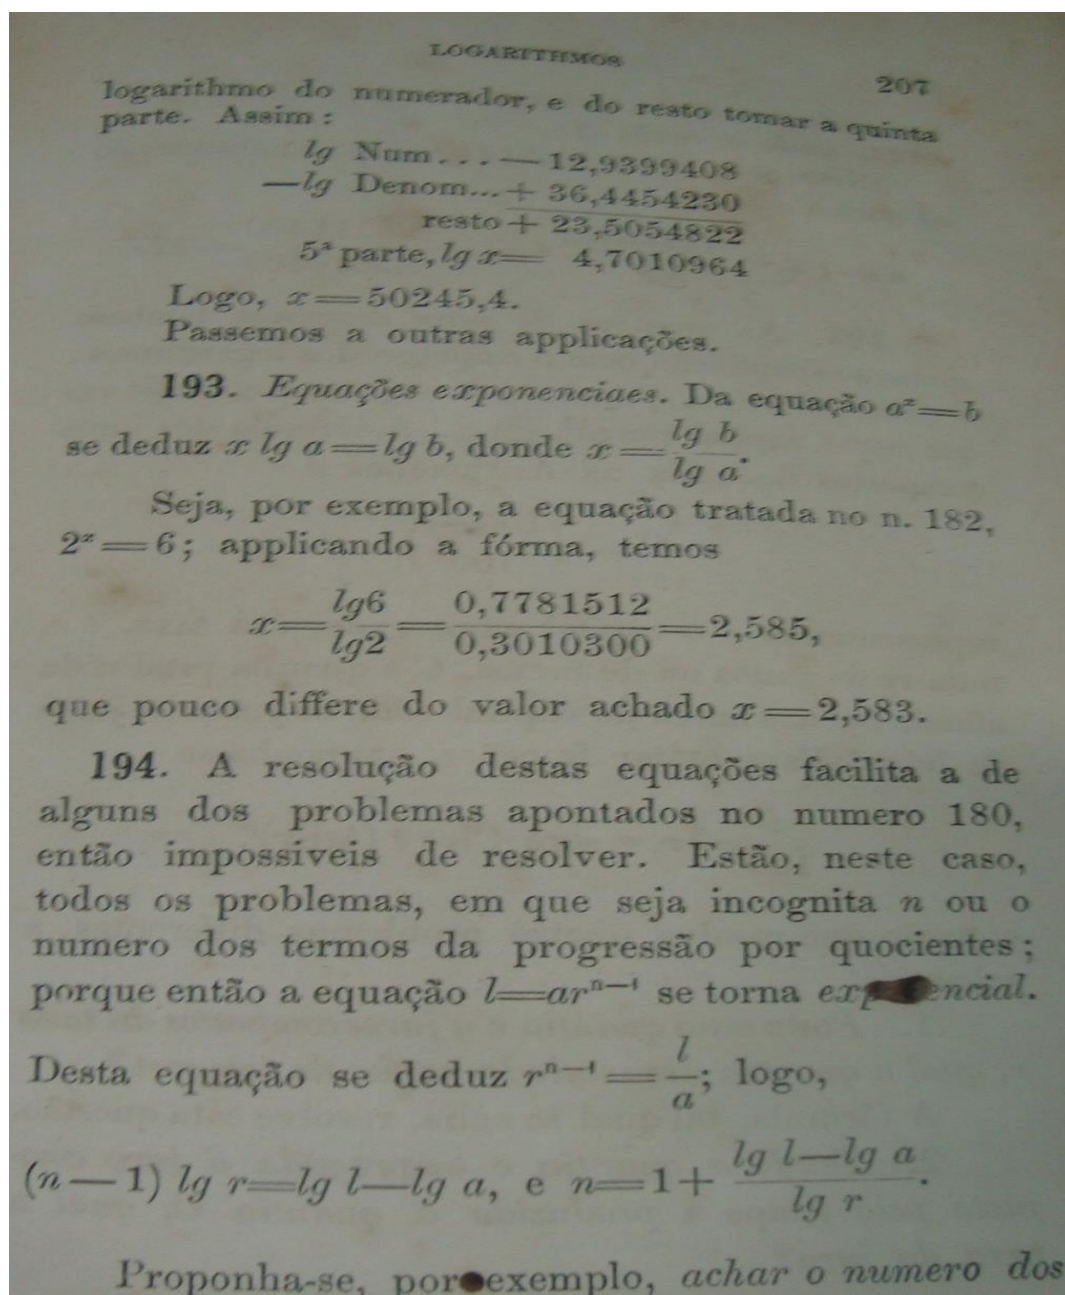 LOGARITHMOS
207
logarithmo do numerador, e do resto tomar a quinta
parte. Assim:
lg Num... —12,9399408
—lg Denom...+ 36,4454230
resto + 23,5054822
5ª parte, lg x= 4,7010964
Logo, x=50245,4.
Passemos a outras applicações.
193. Equações exponenciaes. Da equação aˣ=b
se deduz x lg a=lg b, donde x=lg b/lg a.
Seja, por exemplo, a equação tratada no n. 182,
2ˣ=6; applicando a fórma, temos
x=lg6/lg2=0,7781512/0,3010300=2,585,
que pouco differe do valor achado x=2,583.
194. A resolução destas equações facilita a de
alguns dos problemas apontados no numero 180,
então impossiveis de resolver. Estão, neste caso,
todos os problemas, em que seja incognita n ou o
numero dos termos da progressão por quocientes;
porque então a equação l=arⁿ⁻¹ se torna exp encial.
Desta equação se deduz rⁿ⁻¹=l/a; logo,
(n—1) lg r=lg l—lg a, e n=1+ lg l—lg a/lg r.
Proponha-se, por exemplo, achar o numero dos